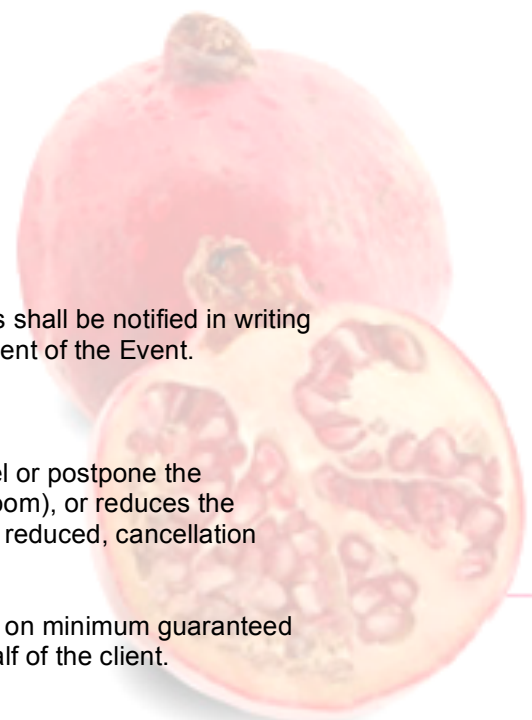 s shall be notified in writing
ent of the Event.
el or postpone the
oom), or reduces the
reduced, cancellation
on minimum guaranteed
alf of the client.